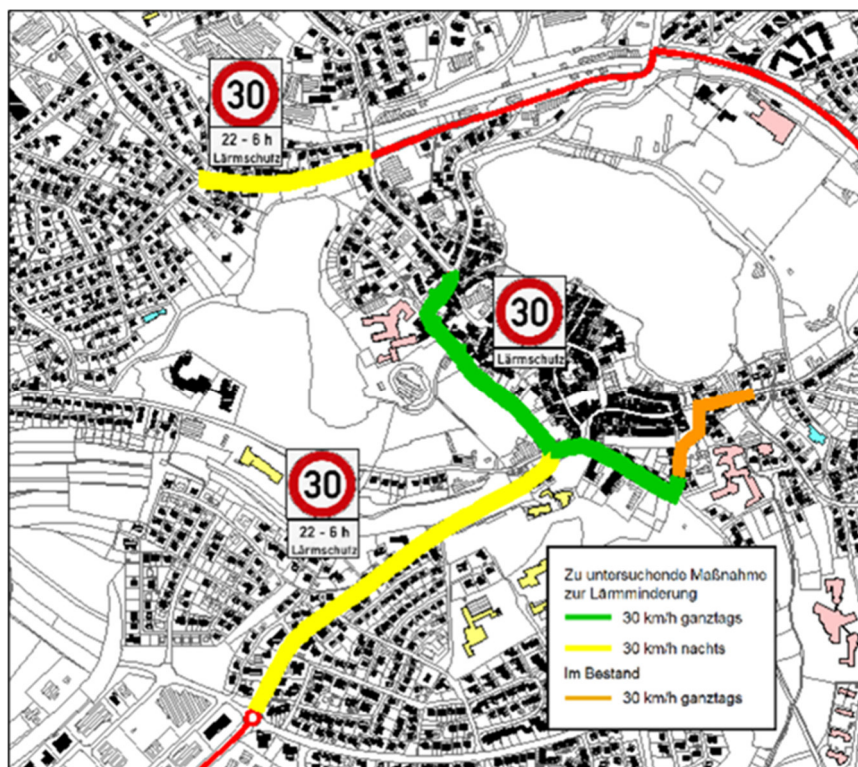 30
22 - 6 h
Lärmschutz
30
Lärmschutz
30
22 - 6 h
Lärmschutz
Zu untersuchende Maßnahme
zur Lärmminderung
30 km/h ganztags
30 km/h nachts
Im Bestand
30 km/h ganztags